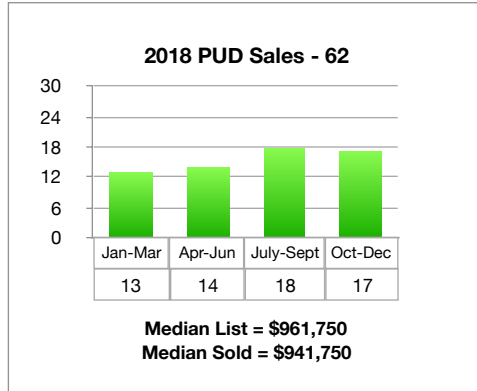 2018 PUD Sales - 62
30
24
18
12
6
0
Jan-Mar Apr-Jun July-Sept Oct-Dec
13 14 18 17
Median List = $961,750
Median Sold = $941,750